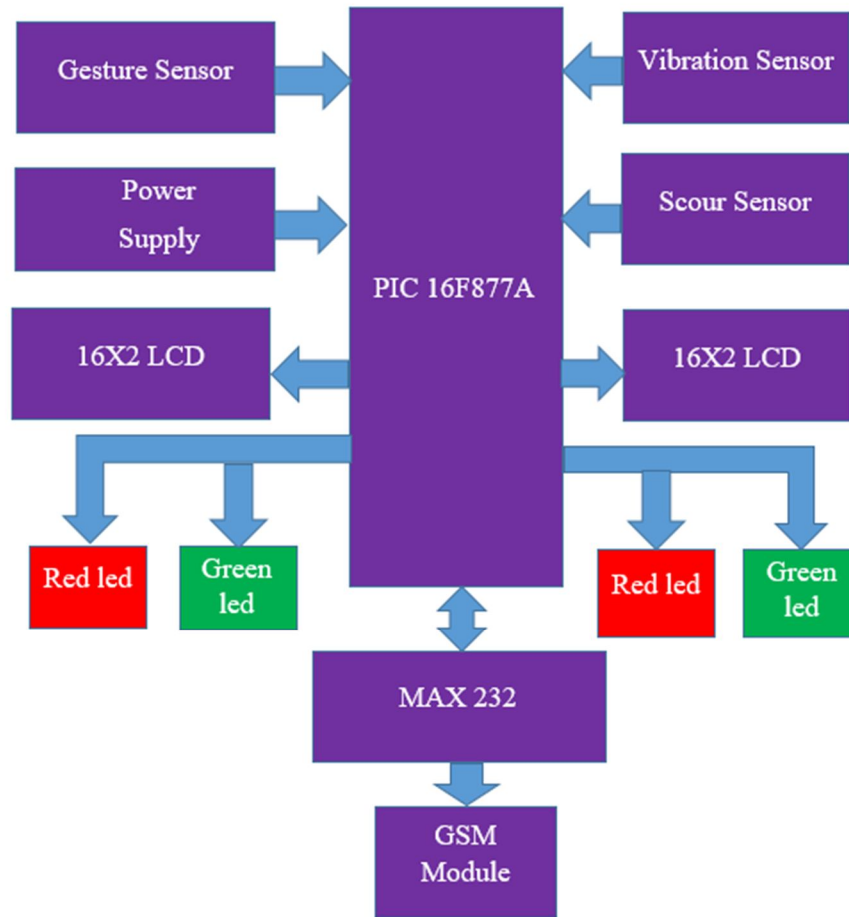 Gesture Sensor
Vibration Sensor
Power
Supply
Scour Sensor
PIC 16F877A
16X2 LCD
16X2 LCD
Red led
Green
led
Red led
Green
led
MAX 232
GSM
Module